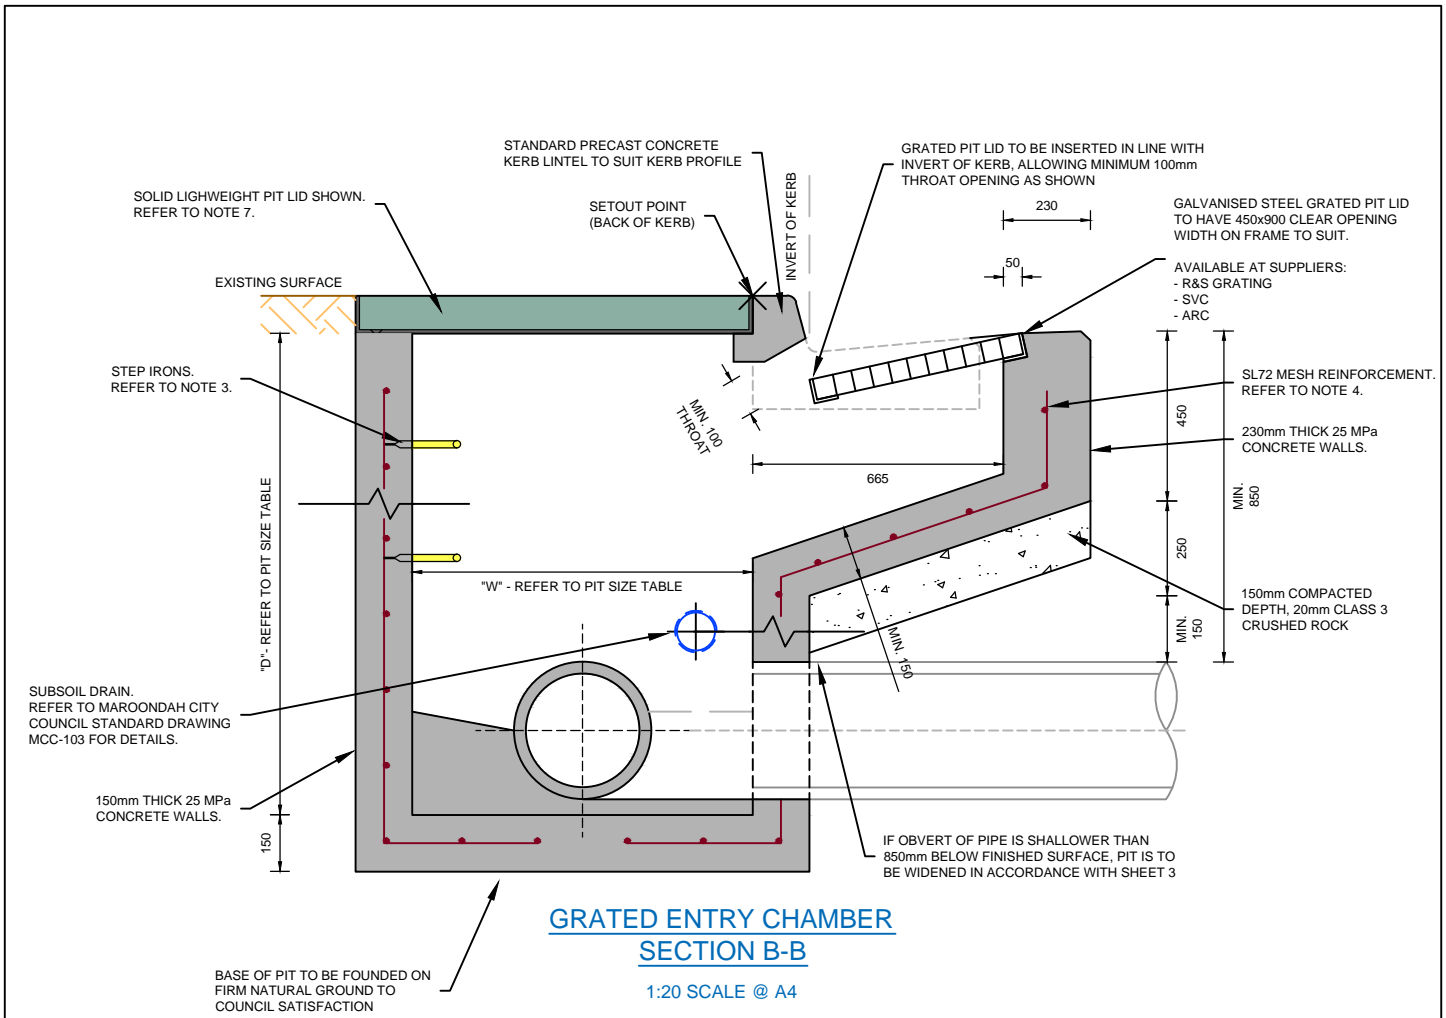 STANDARD PRECAST CONCRETE
KERB LINTEL TO SUIT KERB PROFILE
GRATED PIT LID TO BE INSERTED IN LINE WITH
INVERT OF KERB, ALLOWING MINIMUM 100mm
THROAT OPENING AS SHOWN
SOLID LIGHWEIGHT PIT LID SHOWN.
REFER TO NOTE 7.
SETOUT POINT
(BACK OF KERB)
INVERT OF KERB
230
GALVANISED STEEL GRATED PIT LID
TO HAVE 450x900 CLEAR OPENING
WIDTH ON FRAME TO SUIT.
50
AVAILABLE AT SUPPLIERS:
- R&S GRATING
- SVC
- ARC
EXISTING SURFACE
STEP IRONS.
REFER TO NOTE 3.
MIN. 100
THROAT
SL72 MESH REINFORCEMENT.
REFER TO NOTE 4.
450
230mm THICK 25 MPa
CONCRETE WALLS.
665
MIN.
850
"D"- REFER TO PIT SIZE TABLE
250
"W" - REFER TO PIT SIZE TABLE
150mm COMPACTED
DEPTH, 20mm CLASS 3
CRUSHED ROCK
MIN.
150
MIN. 150
SUBSOIL DRAIN.
REFER TO MAROONDAH CITY
COUNCIL STANDARD DRAWING
MCC-103 FOR DETAILS.
150mm THICK 25 MPa
CONCRETE WALLS.
150
IF OBVERT OF PIPE IS SHALLOWER THAN
850mm BELOW FINISHED SURFACE, PIT IS TO
BE WIDENED IN ACCORDANCE WITH SHEET 3
GRATED ENTRY CHAMBER
SECTION B-B
1:20 SCALE @ A4
BASE OF PIT TO BE FOUNDED ON
FIRM NATURAL GROUND TO
COUNCIL SATISFACTION